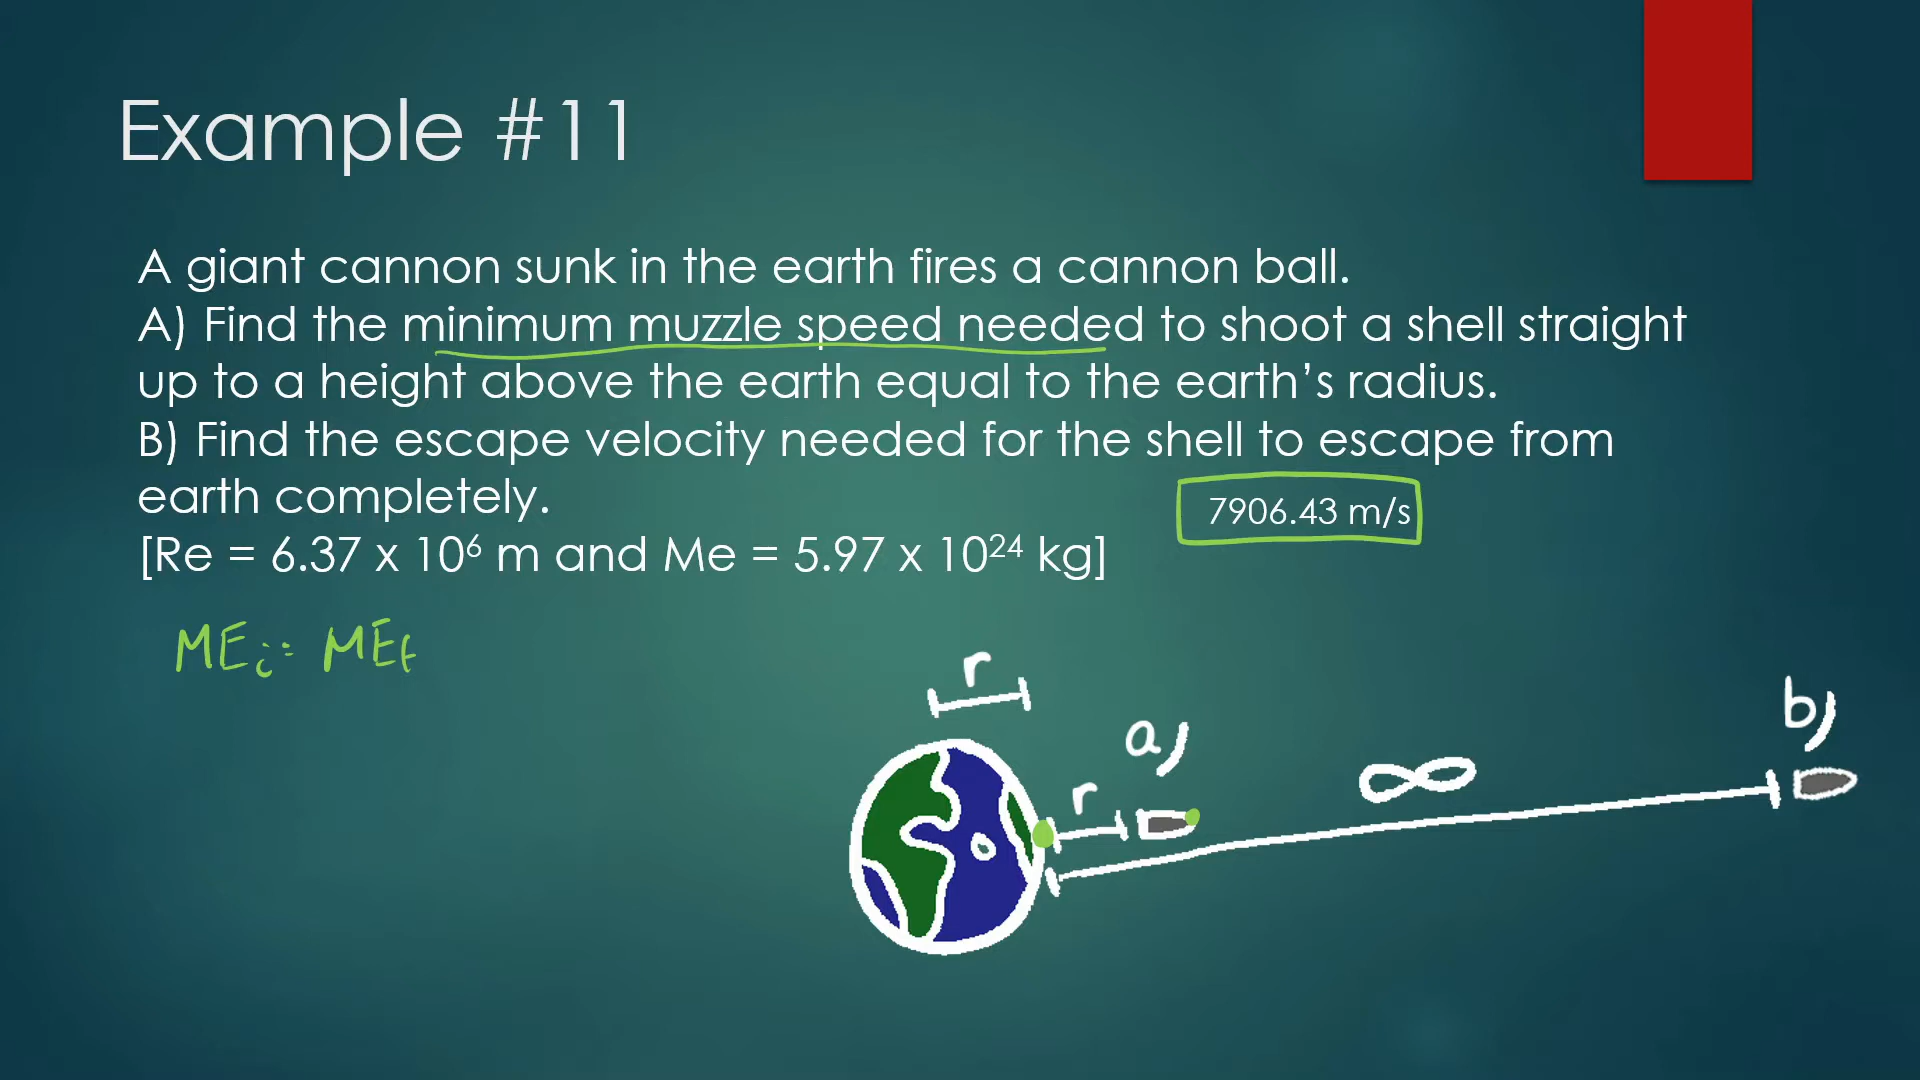 Example #11
A giant cannon sunk in the earth fires a cannon ball.
A) Find the minimum muzzle speed needed to shoot a shell straight
up to a height above the earth equal to the earth’s radius.
B) Find the escape velocity needed for the shell to escape from
earth completely.
7906.43 m/s
[Re = 6.37 x 10⁶ m and Me = 5.97 x 10²⁴ kg]
MEi = MEf
r
a)
r
∞
b)